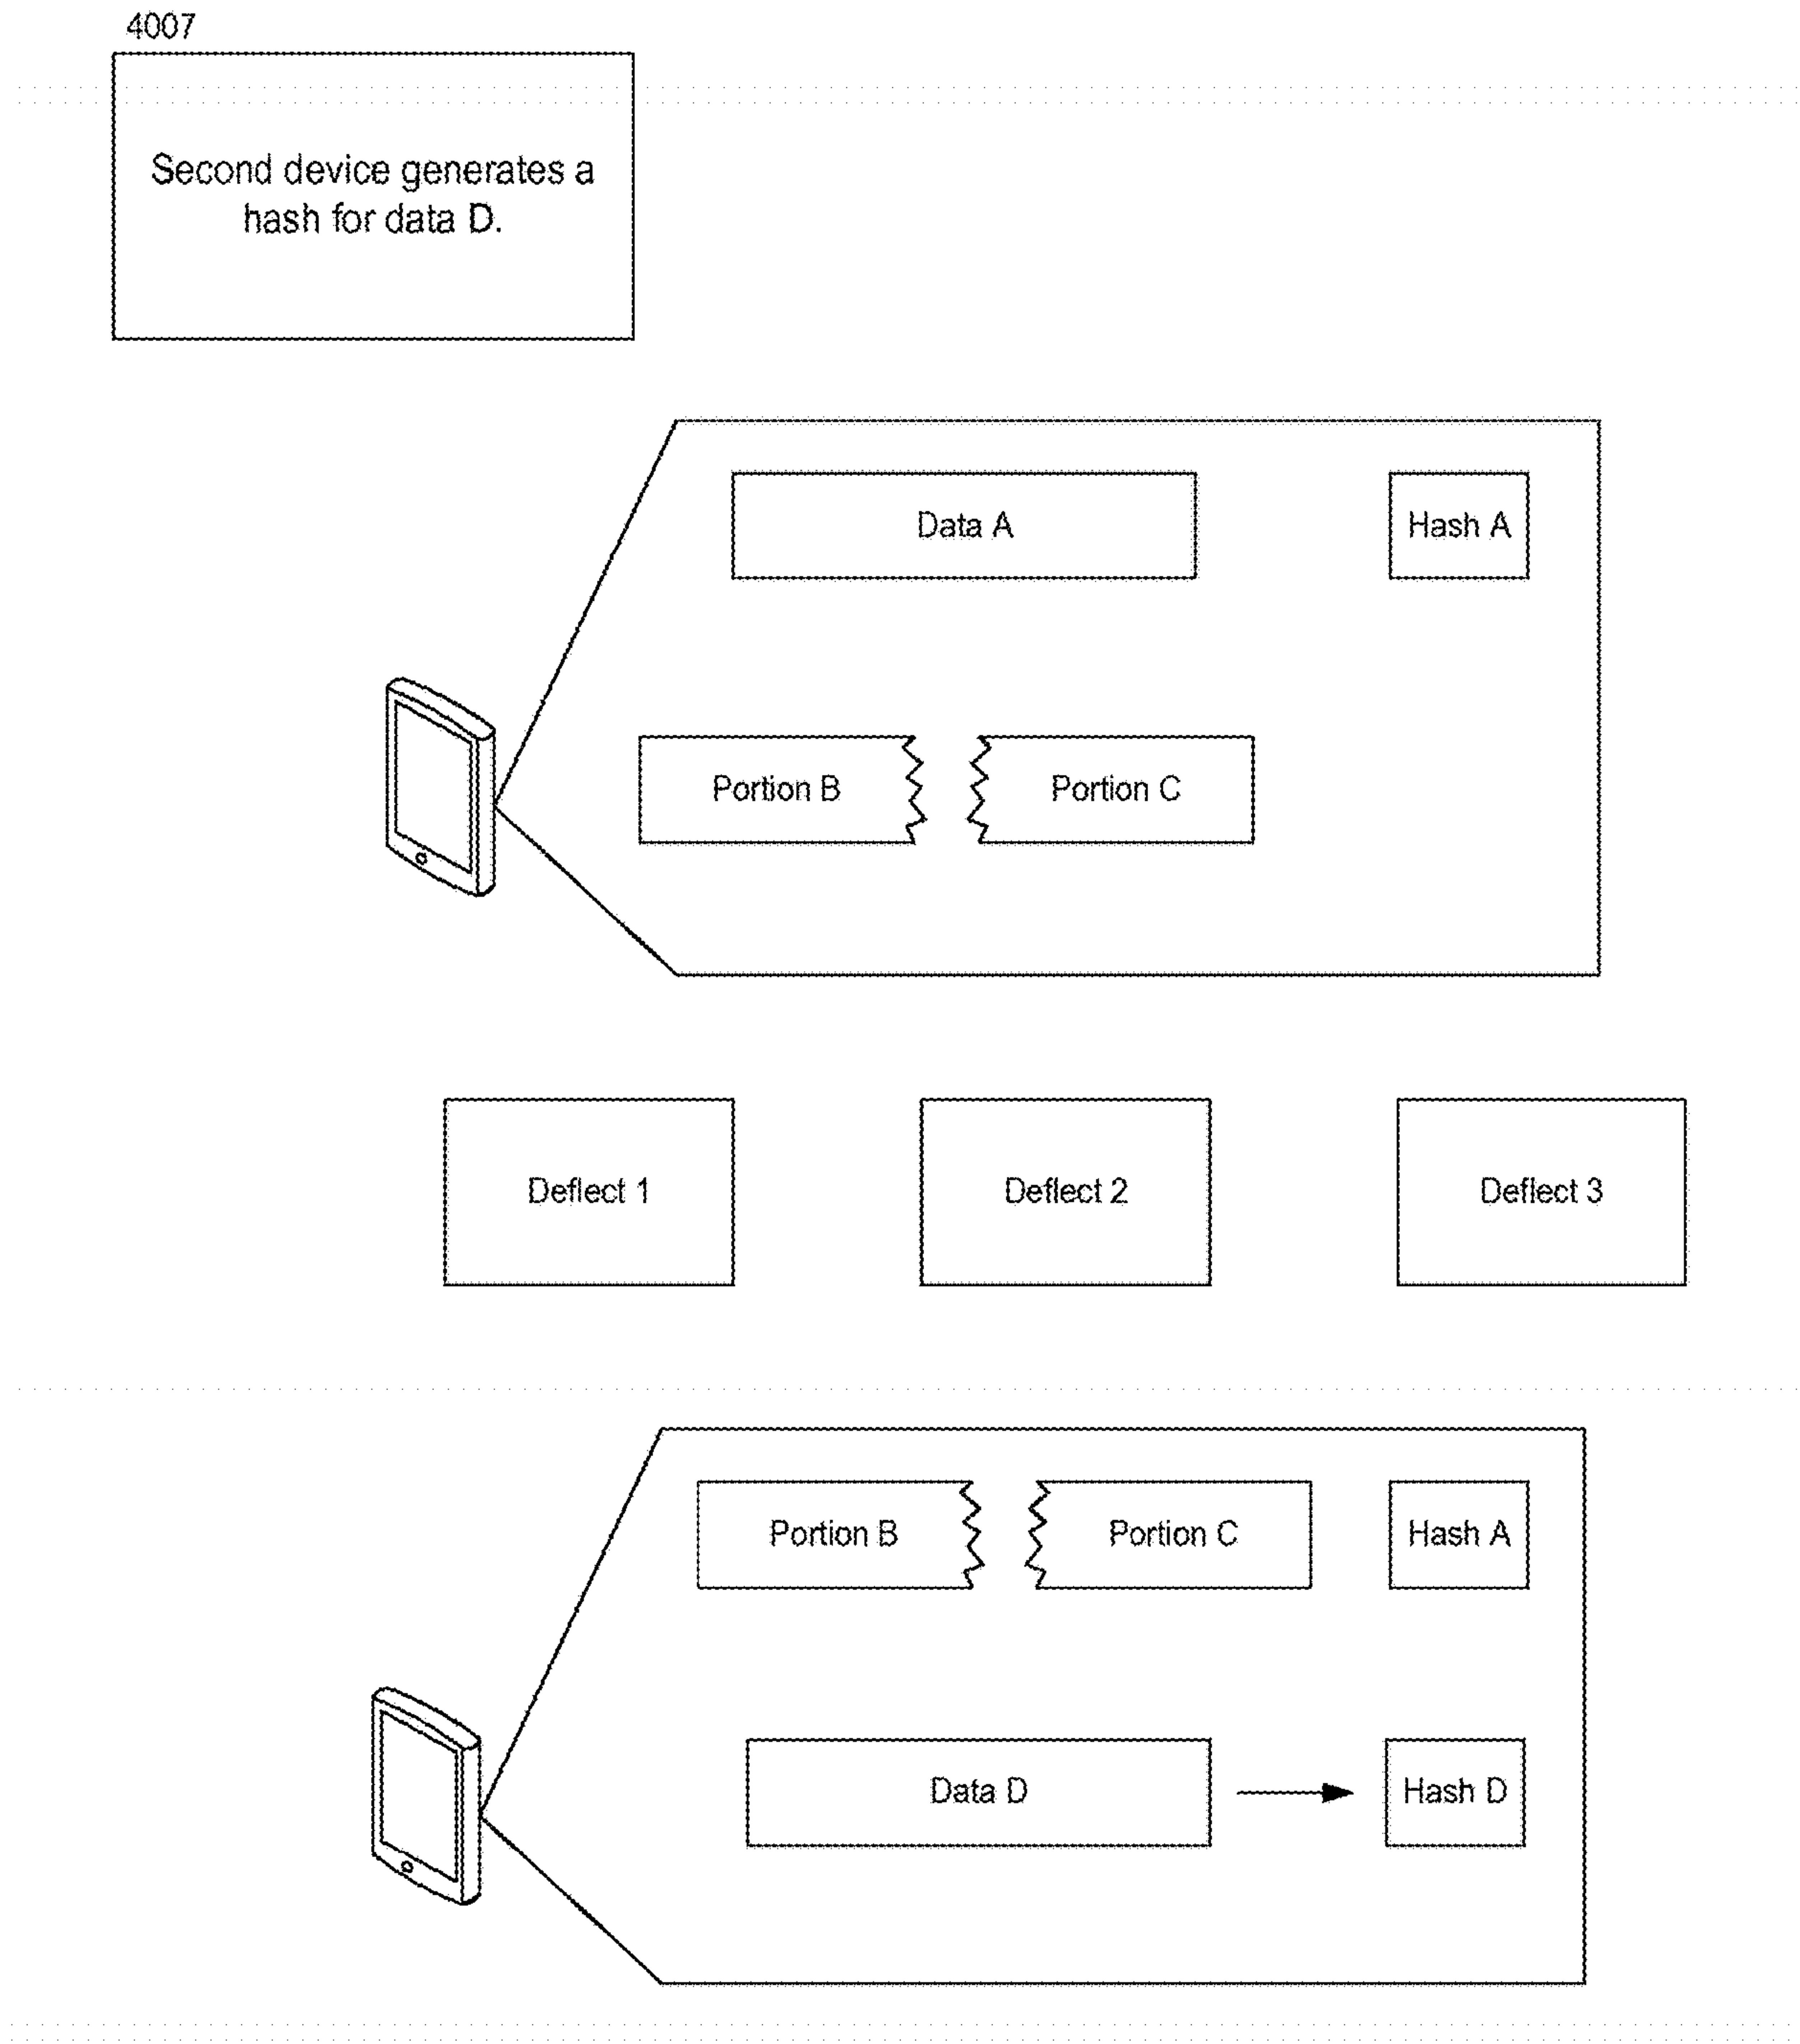 4007
Second device generates a
hash for data D.
Data A
Hash A
Portion B
Portion C
Deflect 1
Deflect 2
Deflect 3
Portion B
Portion C
Hash A
Data D
Hash D